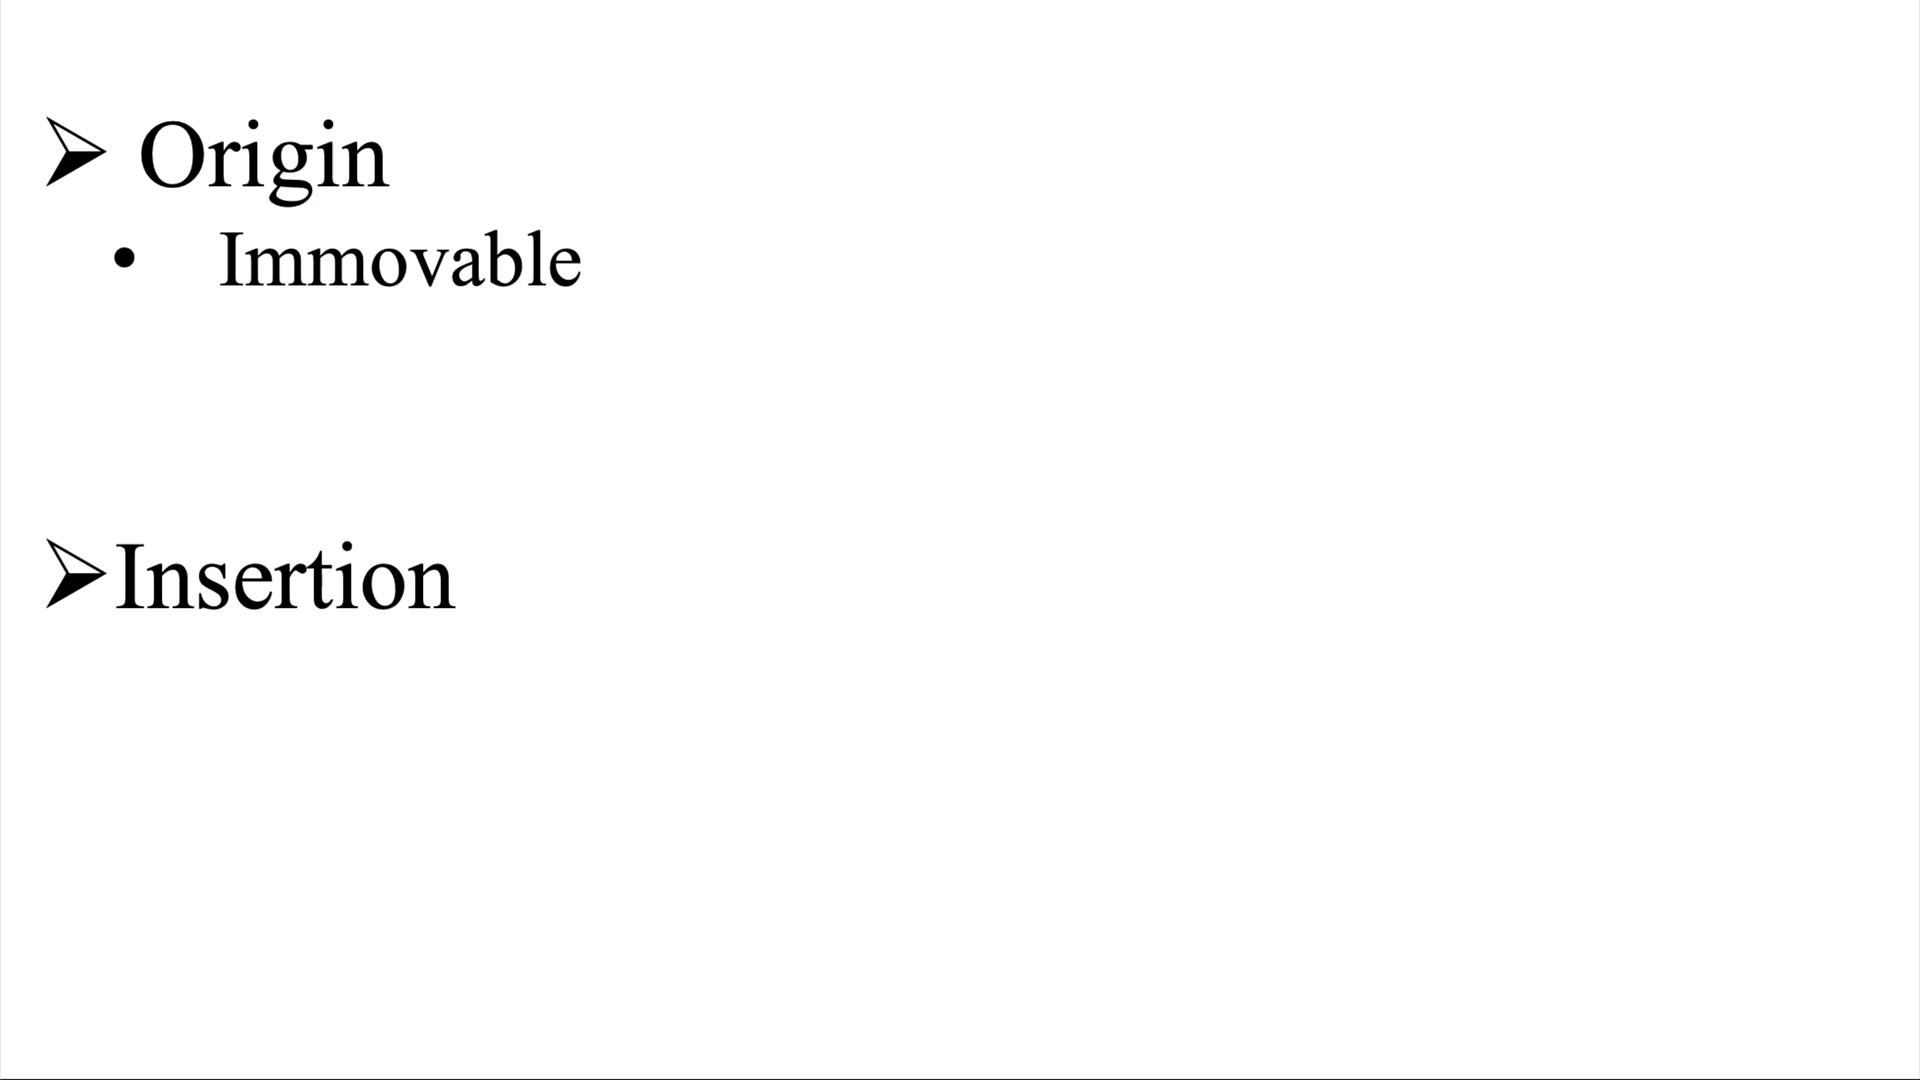 ➢ Origin
• Immovable
➢Insertion